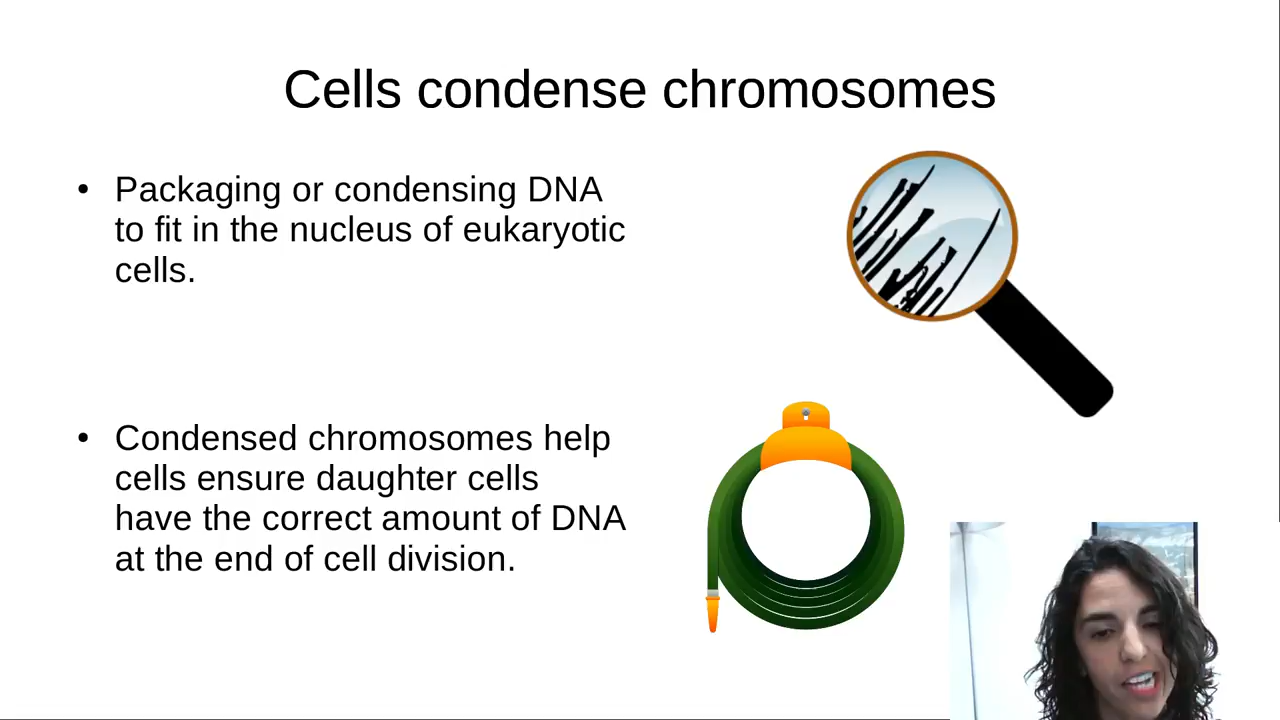 Cells condense chromosomes
• Packaging or condensing DNA
to fit in the nucleus of eukaryotic
cells.
• Condensed chromosomes help
cells ensure daughter cells
have the correct amount of DNA
at the end of cell division.